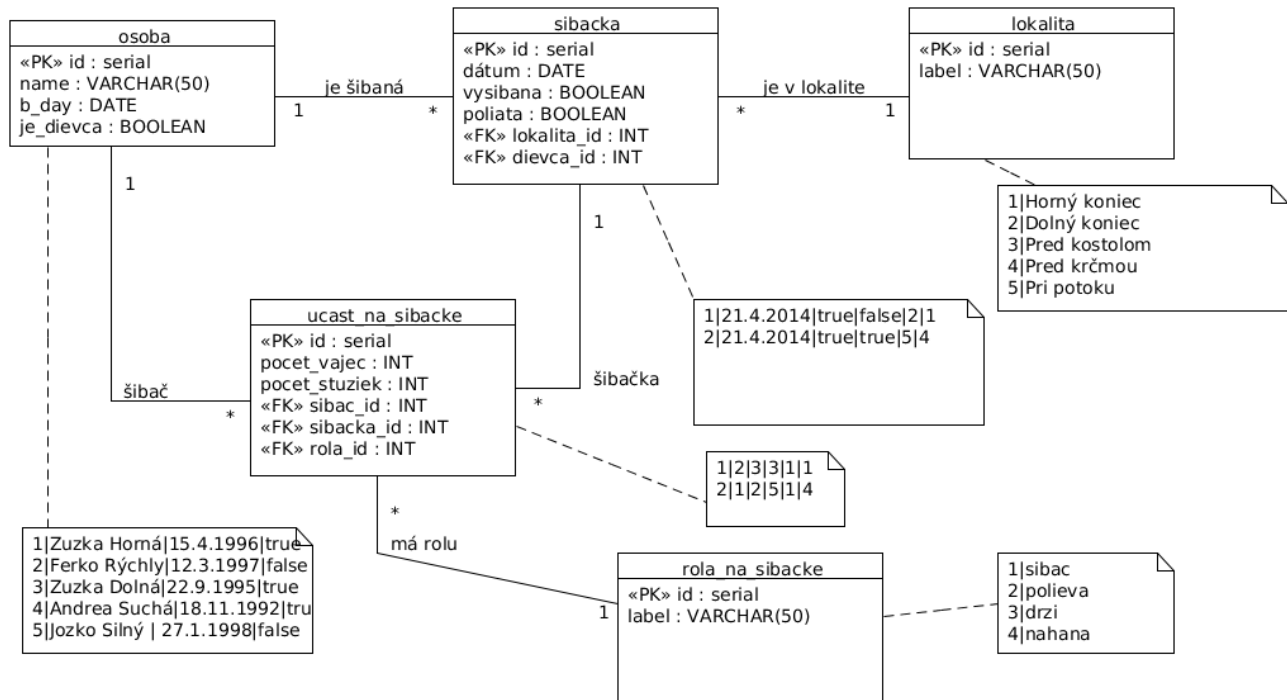 osoba
«PK» id : serial
name : VARCHAR(50)
b_day : DATE
je_dievca : BOOLEAN
je šibaná
1
*
sibacka
«PK» id : serial
dátum : DATE
vysibana : BOOLEAN
poliata : BOOLEAN
«FK» lokalita_id : INT
«FK» dievca_id : INT
je v lokalite
*
1
lokalita
«PK» id : serial
label : VARCHAR(50)
1|Horný koniec
2|Dolný koniec
3|Pred kostolom
4|Pred krčmou
5|Pri potoku
1
1
1|21.4.2014|true|false|2|1
2|21.4.2014|true|true|5|4
ucast_na_sibacke
«PK» id : serial
pocet_vajec : INT
pocet_stuziek : INT
«FK» sibac_id : INT
«FK» sibacka_id : INT
«FK» rola_id : INT
šibač
*
šibačka
*
1|2|3|3|1|1
2|1|2|5|1|4
*
má rolu
1
1|Zuzka Horná|15.4.1996|true
2|Ferko Rýchly|12.3.1997|false
3|Zuzka Dolná|22.9.1995|true
4|Andrea Suchá|18.11.1992|tru
5|Jozko Silný | 27.1.1998|false
rola_na_sibacke
«PK» id : serial
label : VARCHAR(50)
1|sibac
2|polieva
3|drzi
4|nahana